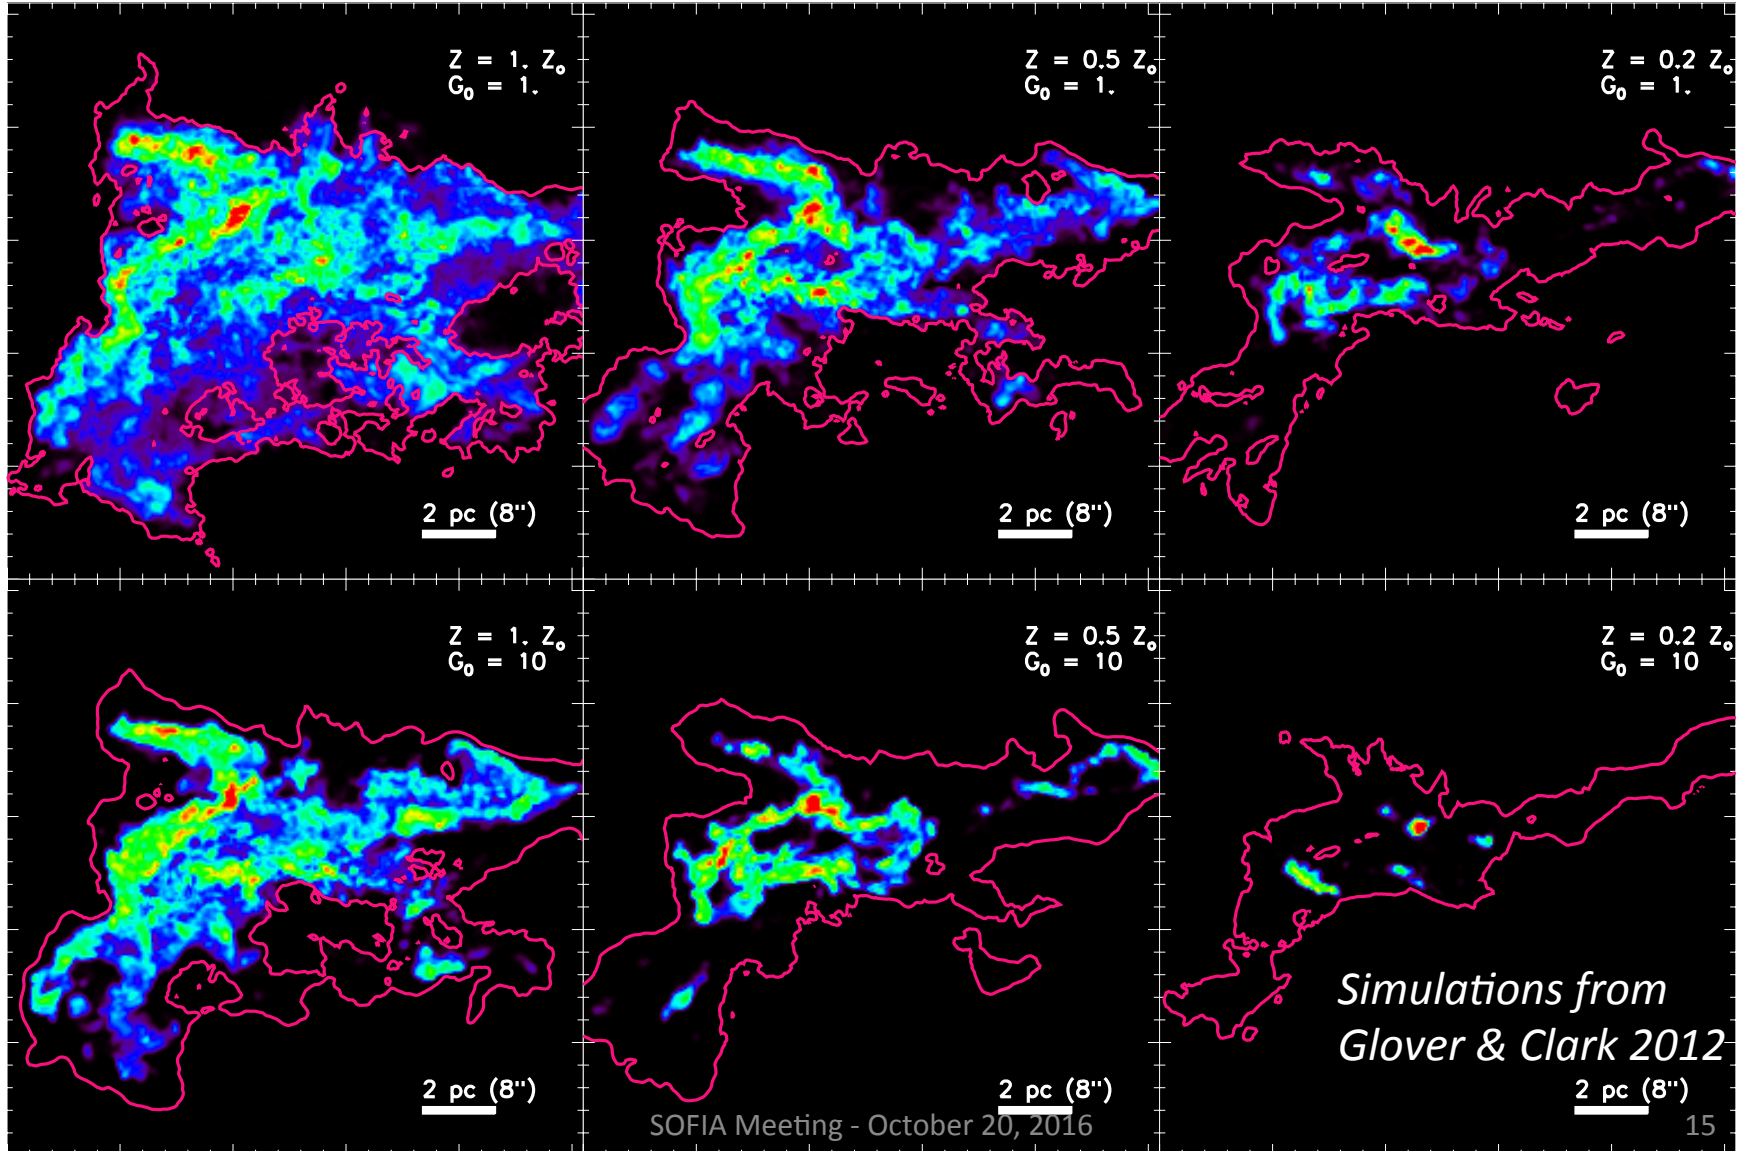 Z = 1. Z₀
G₀ = 1.
Z = 0.5 Z₀
G₀ = 1.
Z = 0.2 Z₀
G₀ = 1.
2 pc (8")
2 pc (8")
2 pc (8")
Z = 1. Z₀
G₀ = 10
Z = 0.5 Z₀
G₀ = 10
Z = 0.2 Z₀
G₀ = 10
Simulations from
Glover & Clark 2012
2 pc (8")
2 pc (8")
2 pc (8")
SOFIA Meeting - October 20, 2016
15